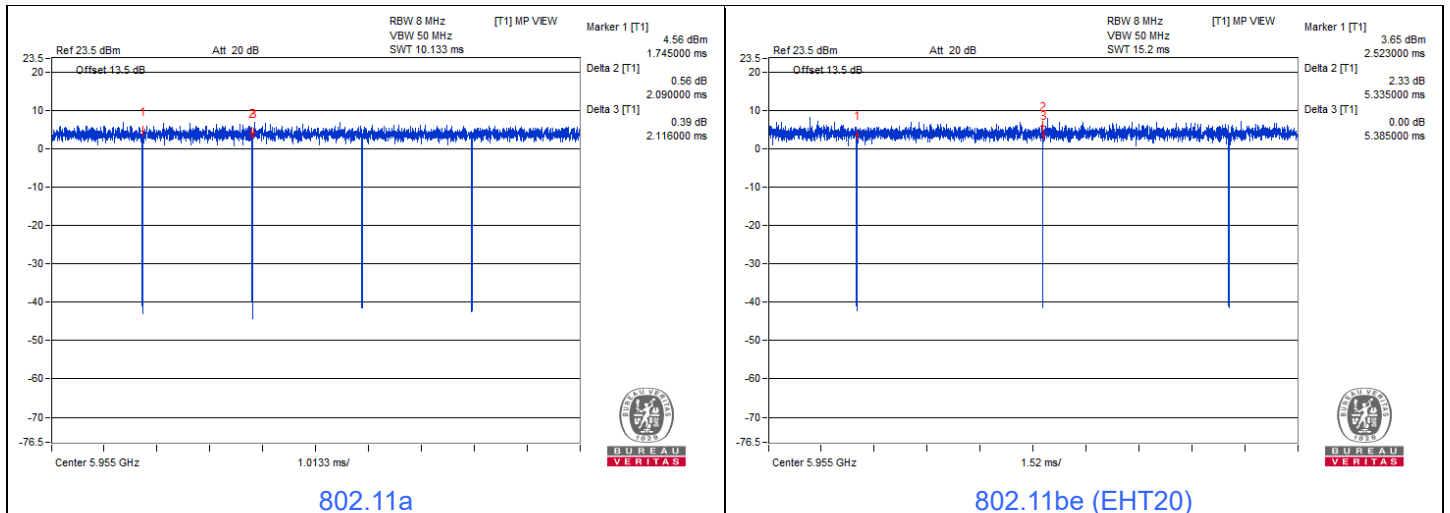 RBW 8 MHz [T1] MP VIEW
VBW 50 MHz
Ref 23.5 dBm Att 20 dB SWT 10.133 ms
Marker 1 [T1]
4.56 dBm
1.745000 ms
Delta 2 [T1]
0.56 dB
2.090000 ms
Delta 3 [T1]
0.39 dB
2.116000 ms
23.5
Offset 13.5 dB
20
10
0
-10
-20
-30
-40
-50
-60
-70
-76.5
1
2
3
Center 5.955 GHz 1.0133 ms/
BUREAU VERITAS
1828
BUREAU
VERITAS
802.11a
RBW 8 MHz [T1] MP VIEW
VBW 50 MHz
Ref 23.5 dBm Att 20 dB SWT 15.2 ms
Marker 1 [T1]
3.65 dBm
2.523000 ms
Delta 2 [T1]
2.33 dB
5.335000 ms
Delta 3 [T1]
0.00 dB
5.385000 ms
23.5
Offset 13.5 dB
20
10
0
-10
-20
-30
-40
-50
-60
-70
-76.5
1
2
3
Center 5.955 GHz 1.52 ms/
BUREAU VERITAS
1828
BUREAU
VERITAS
802.11be (EHT20)